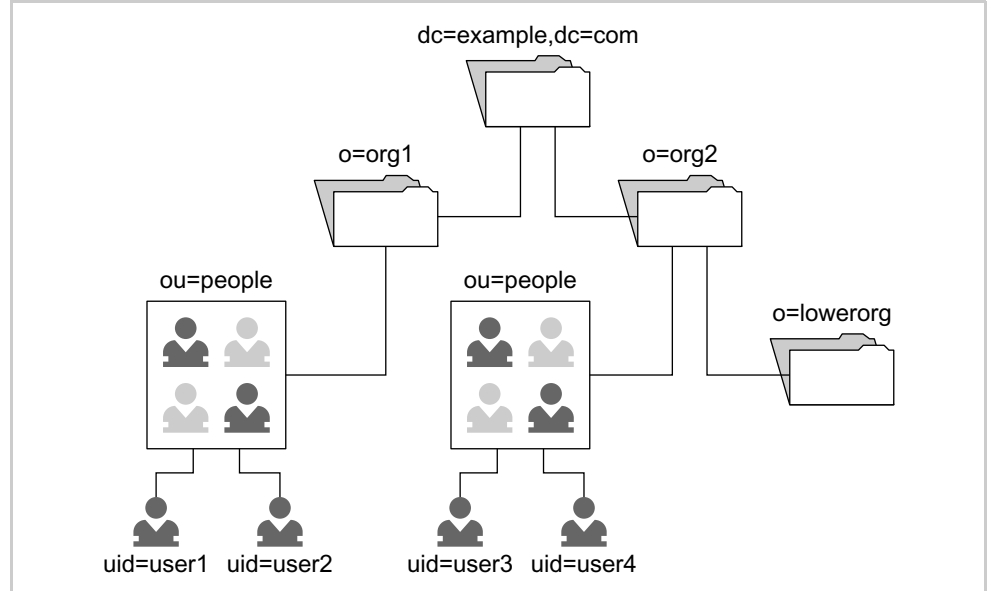 dc=example,dc=com
o=org1
o=org2
ou=people
ou=people
o=lowerorg
uid=user1
uid=user2
uid=user3
uid=user4